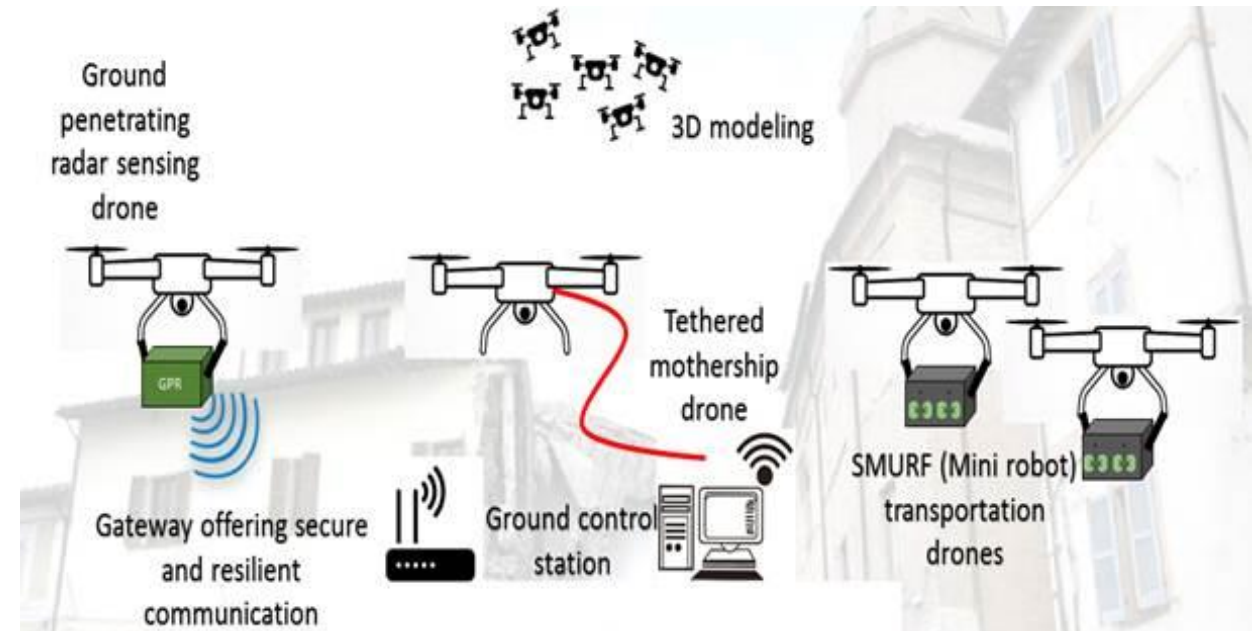 Ground
penetrating
radar sensing
drone
3D modeling
GPR
Tethered
mothership
drone
SMURF (Mini robot)
transportation
drones
Gateway offering secure
and resilient
communication
Ground control
station